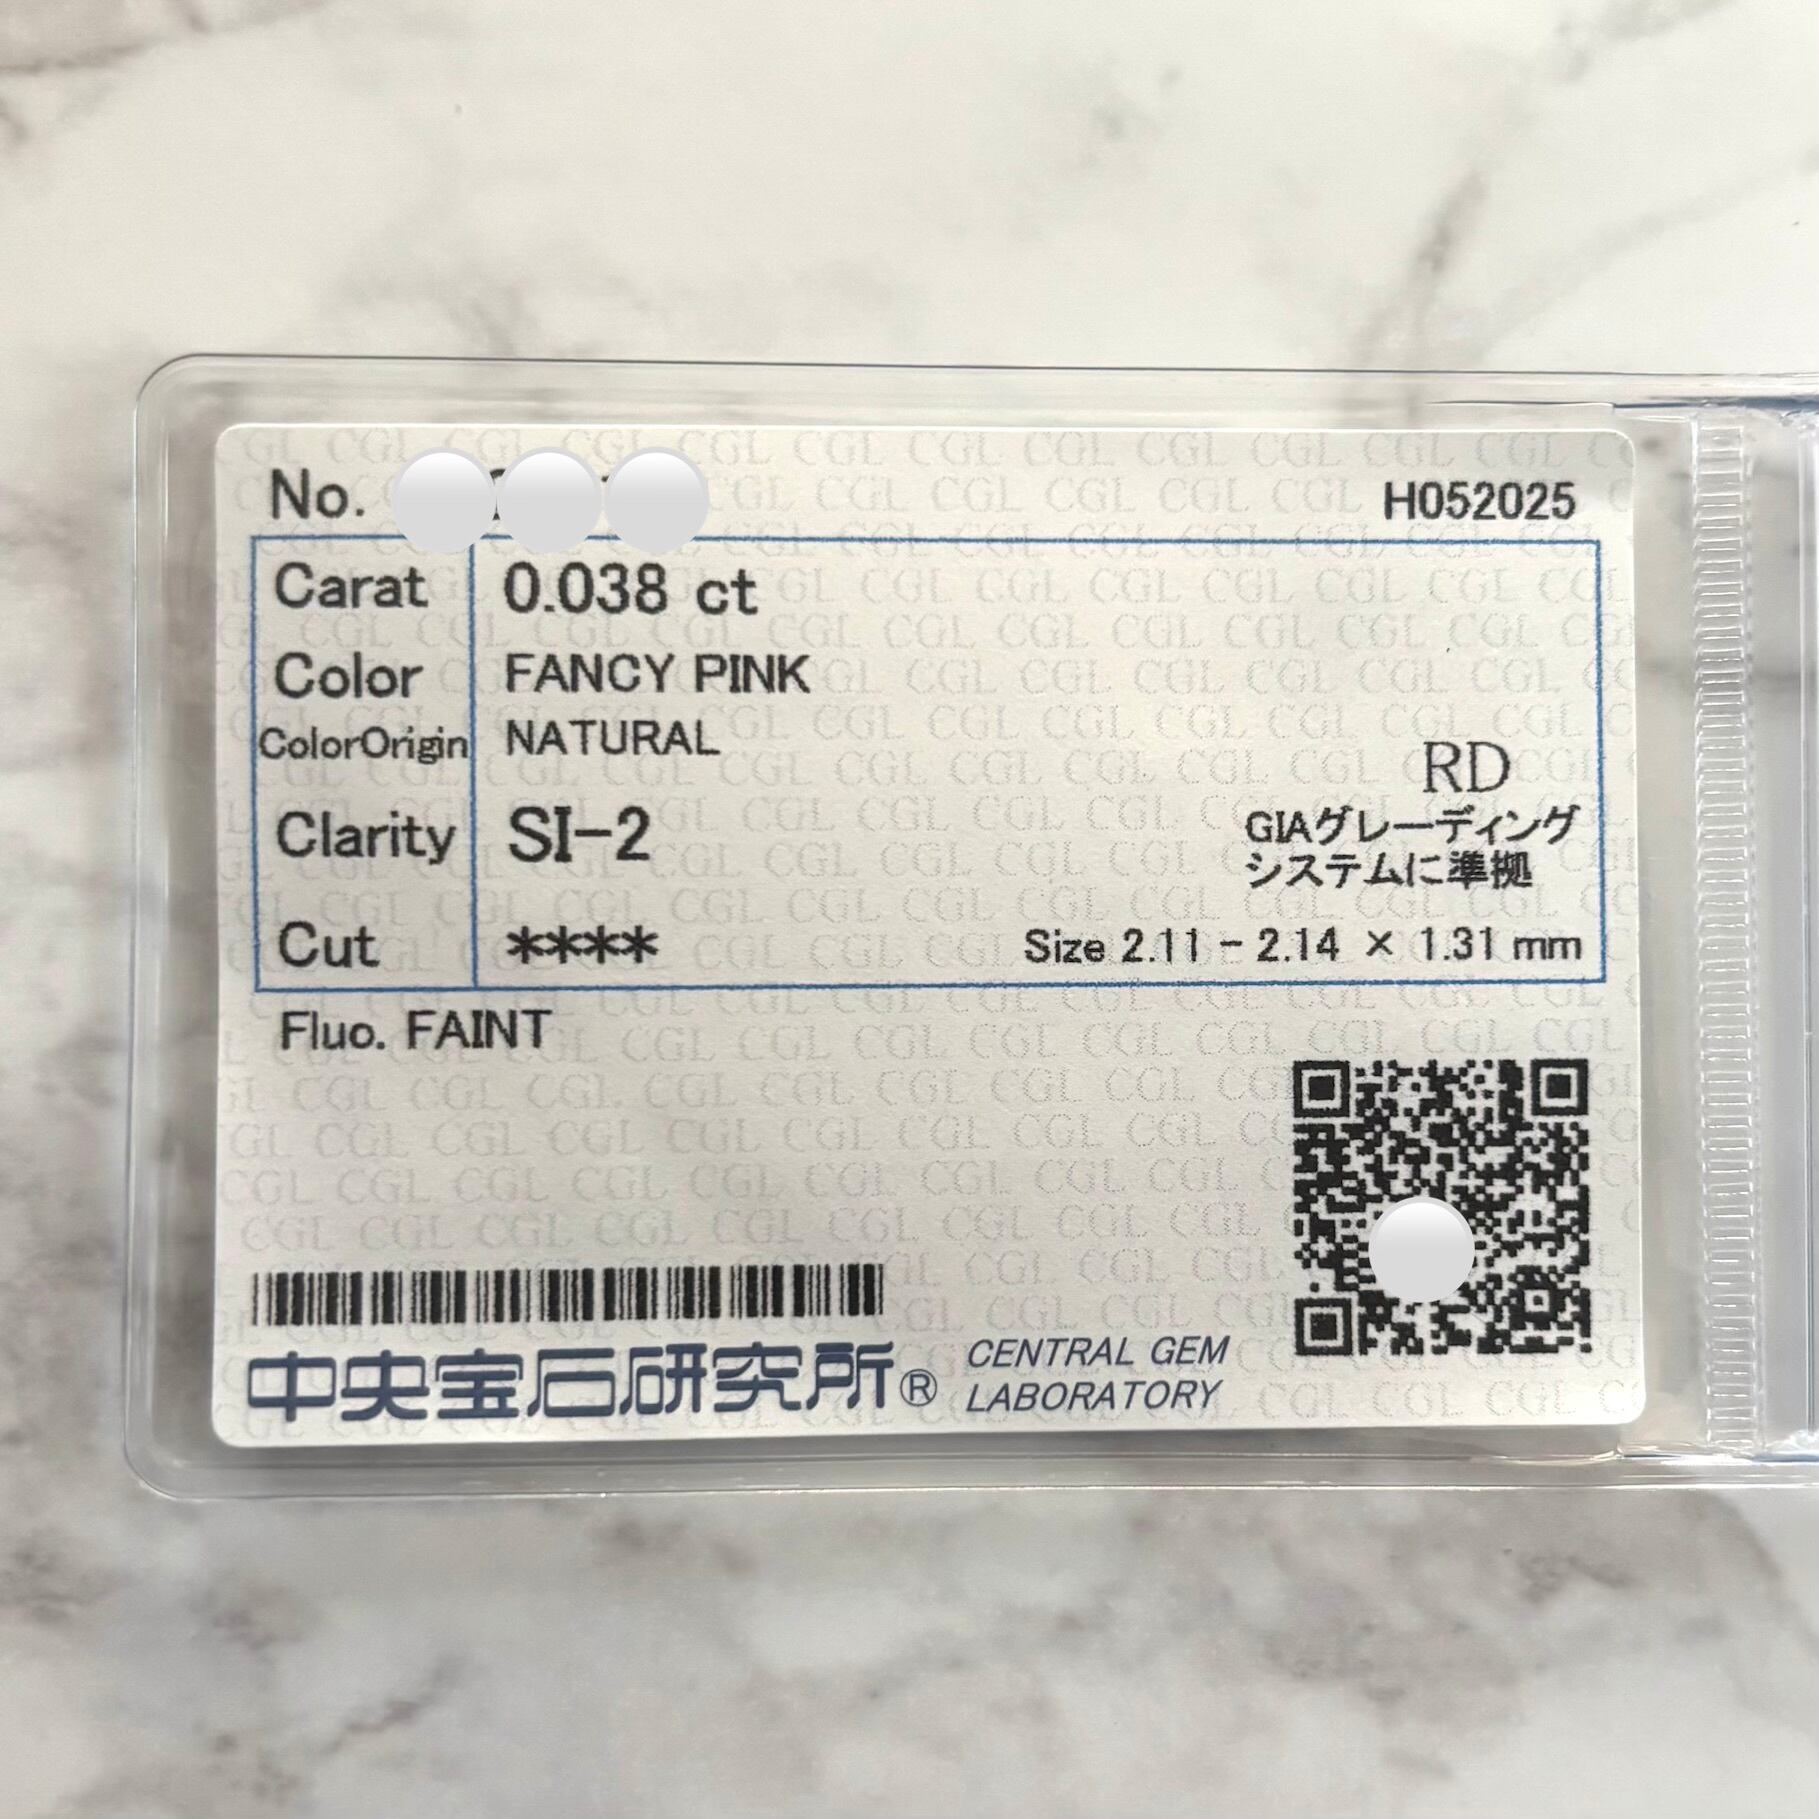 No.
H052025
Carat 0.038 ct
Color FANCY PINK
ColorOrigin NATURAL
RD
Clarity SI-2
GIAグレーディング
システムに準拠
Cut ****
Size 2.11 - 2.14 × 1.31 mm
Fluo. FAINT
中央宝石研究所® CENTRAL GEM
LABORATORY